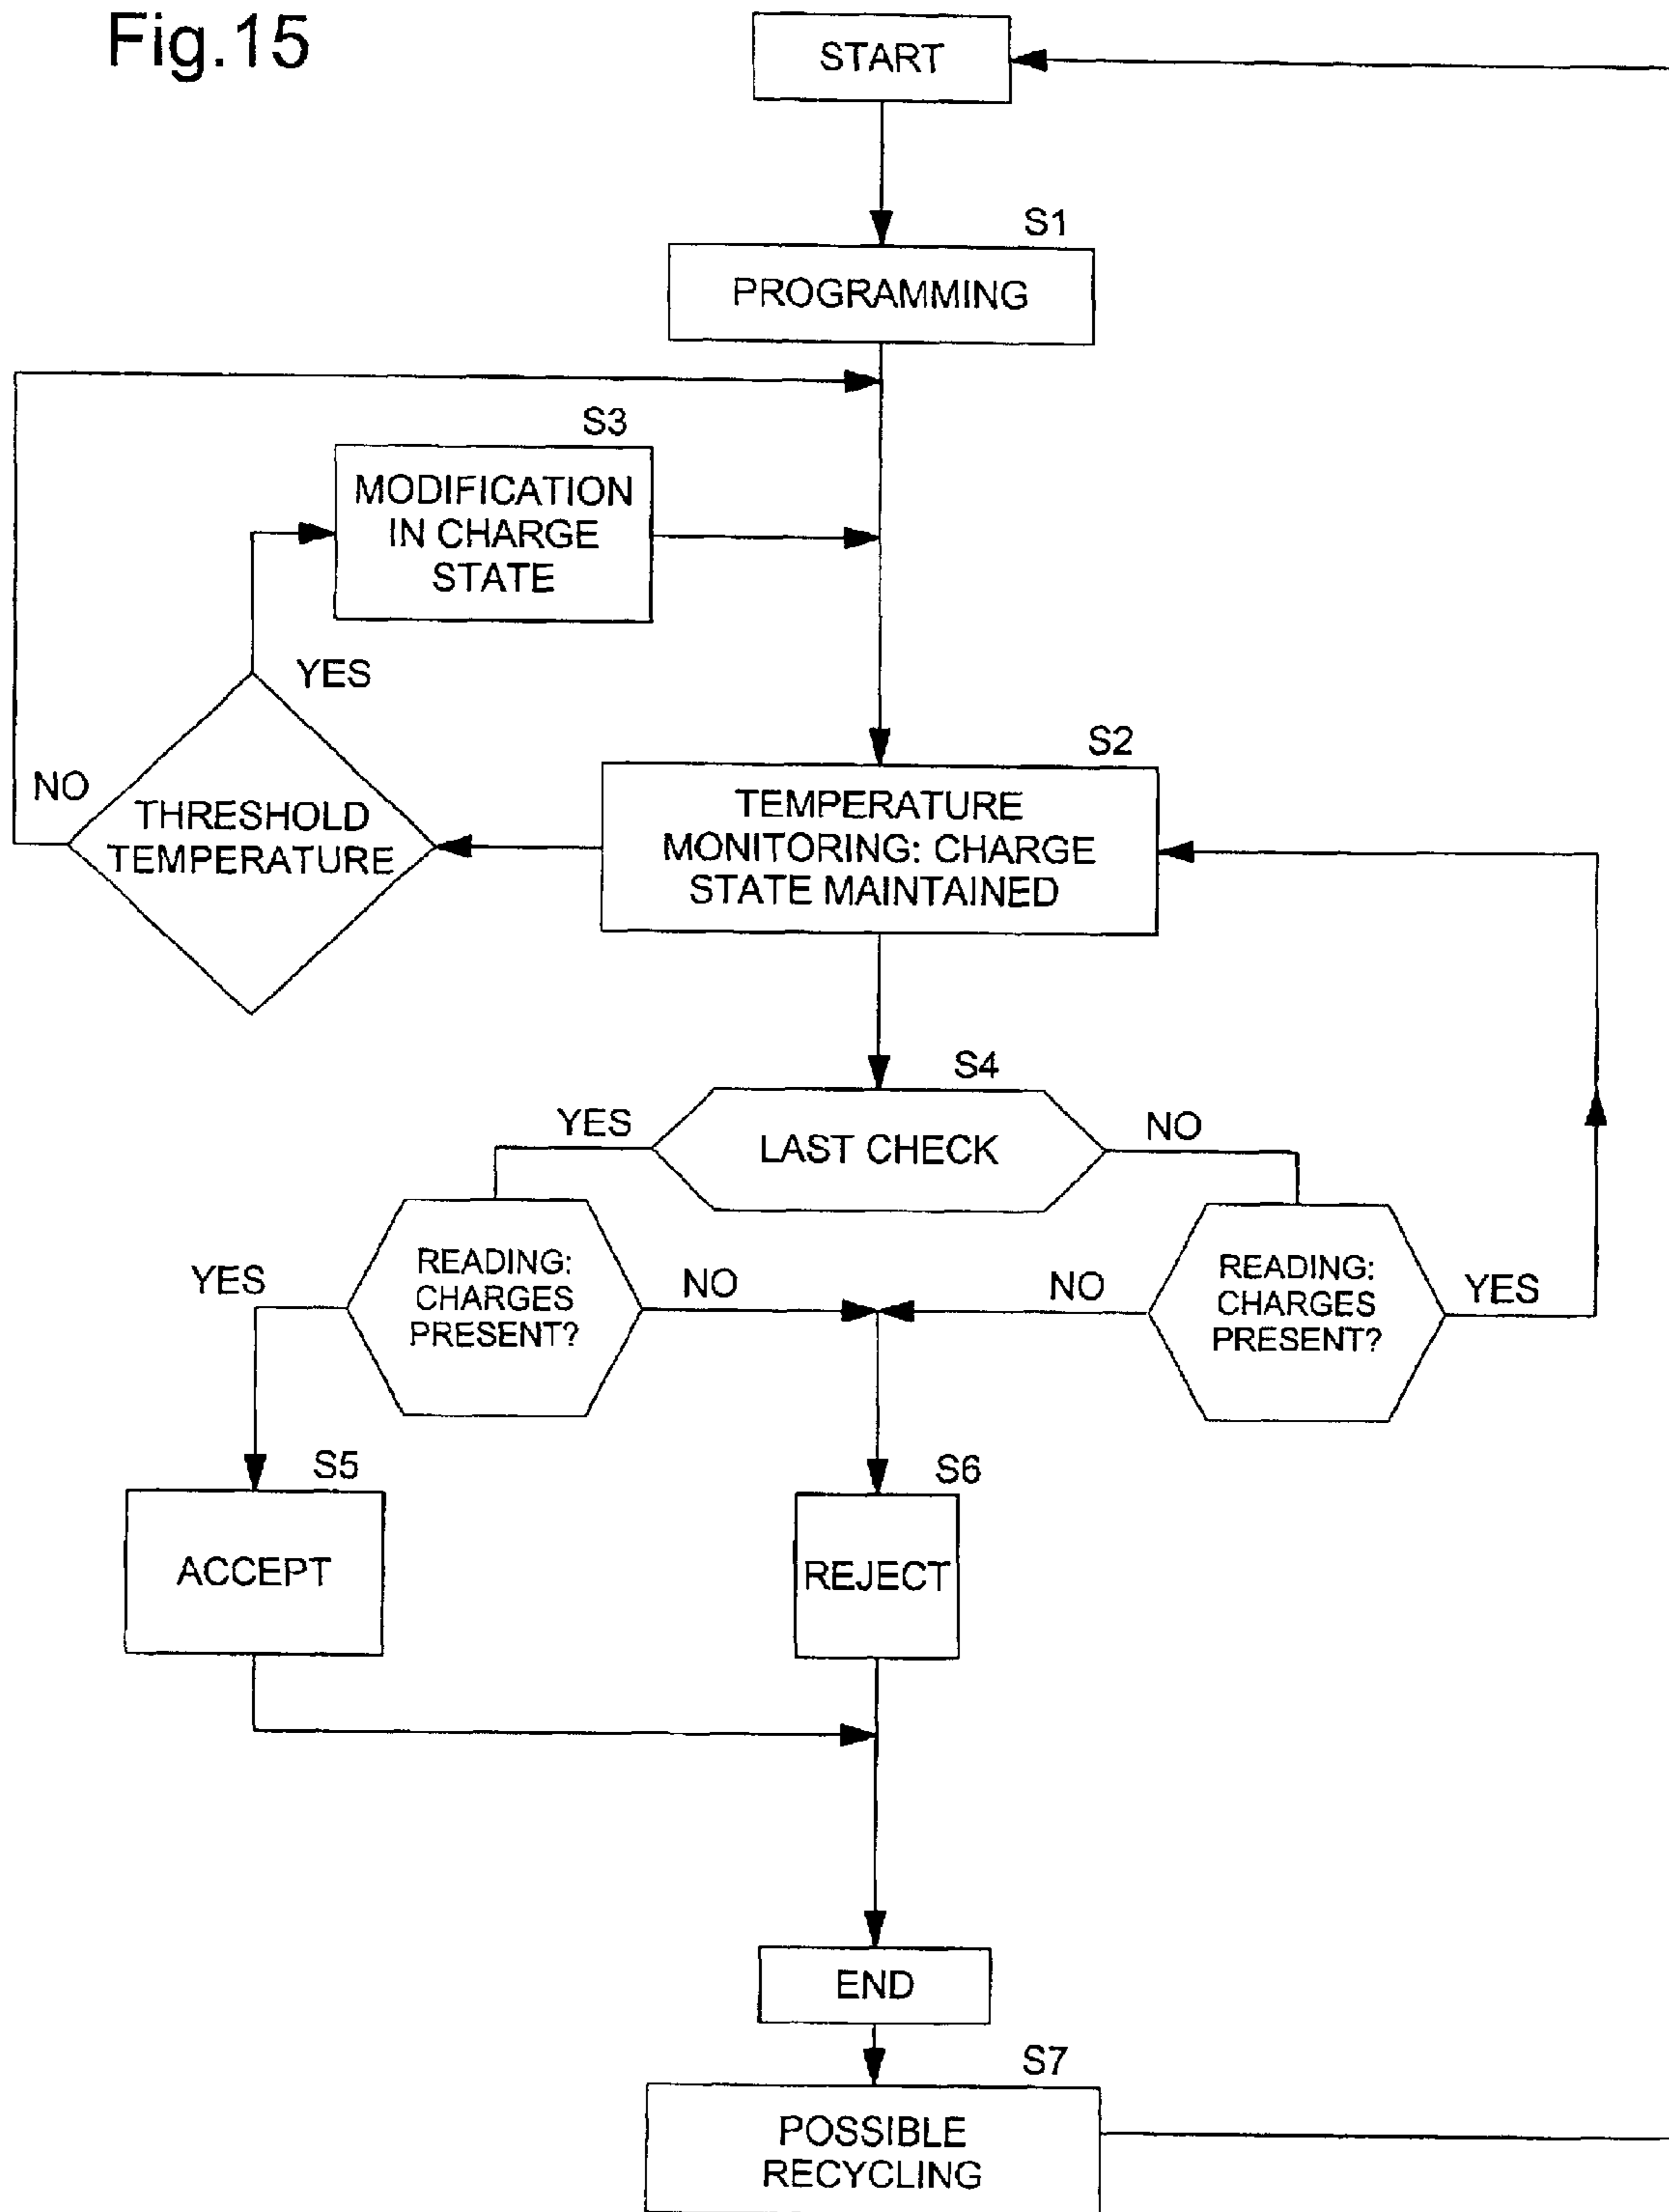 Fig.15
START
S1
PROGRAMMING
S3
MODIFICATION
IN CHARGE
STATE
YES
NO
THRESHOLD
TEMPERATURE
S2
TEMPERATURE
MONITORING: CHARGE
STATE MAINTAINED
S4
YES
LAST CHECK
NO
YES
READING:
CHARGES
PRESENT?
NO
NO
READING:
CHARGES
PRESENT?
YES
S5
ACCEPT
S6
REJECT
END
S7
POSSIBLE
RECYCLING